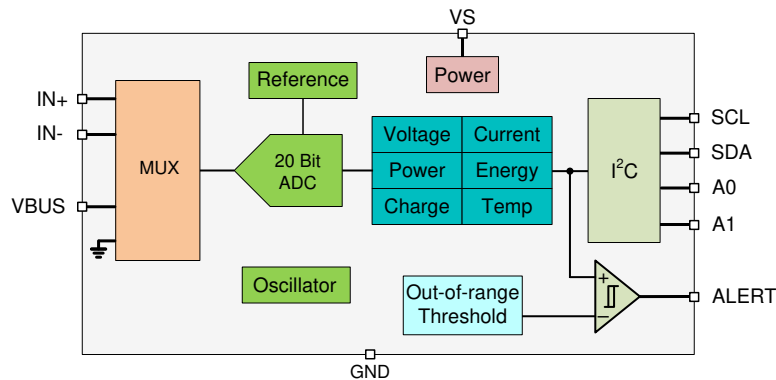 VS
Reference
Power
IN+
IN-
VBUS
MUX
20 Bit
ADC
Voltage
Current
Power
Energy
Charge
Temp
I²C
SCL
SDA
A0
A1
Oscillator
Out-of-range
Threshold
+
−
ALERT
GND